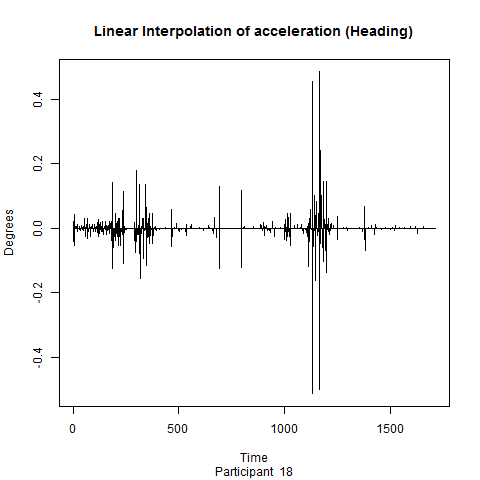 Linear Interpolation of acceleration (Heading)
Degrees
0.4
0.2
0.0
-0.2
-0.4
0
500
1000
1500
Time
Participant 18